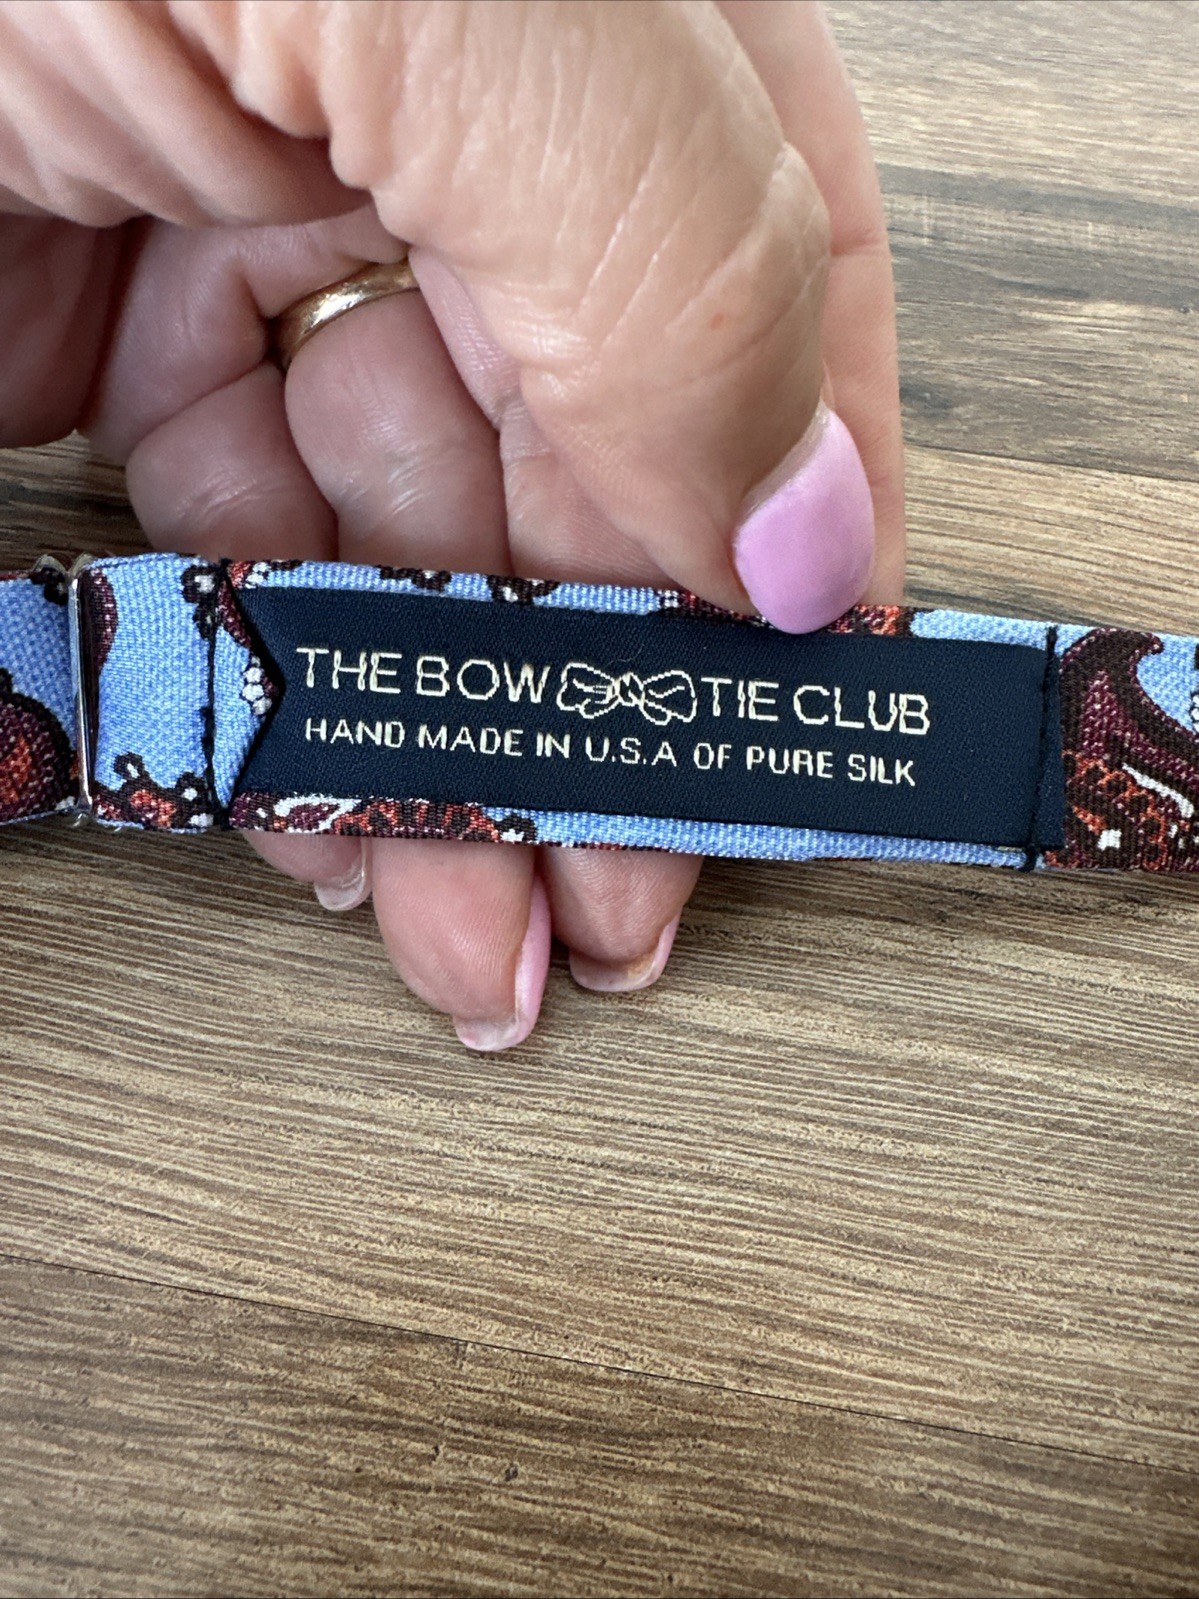 THE BOW TIE CLUB
HAND MADE IN U.S.A OF PURE SILK